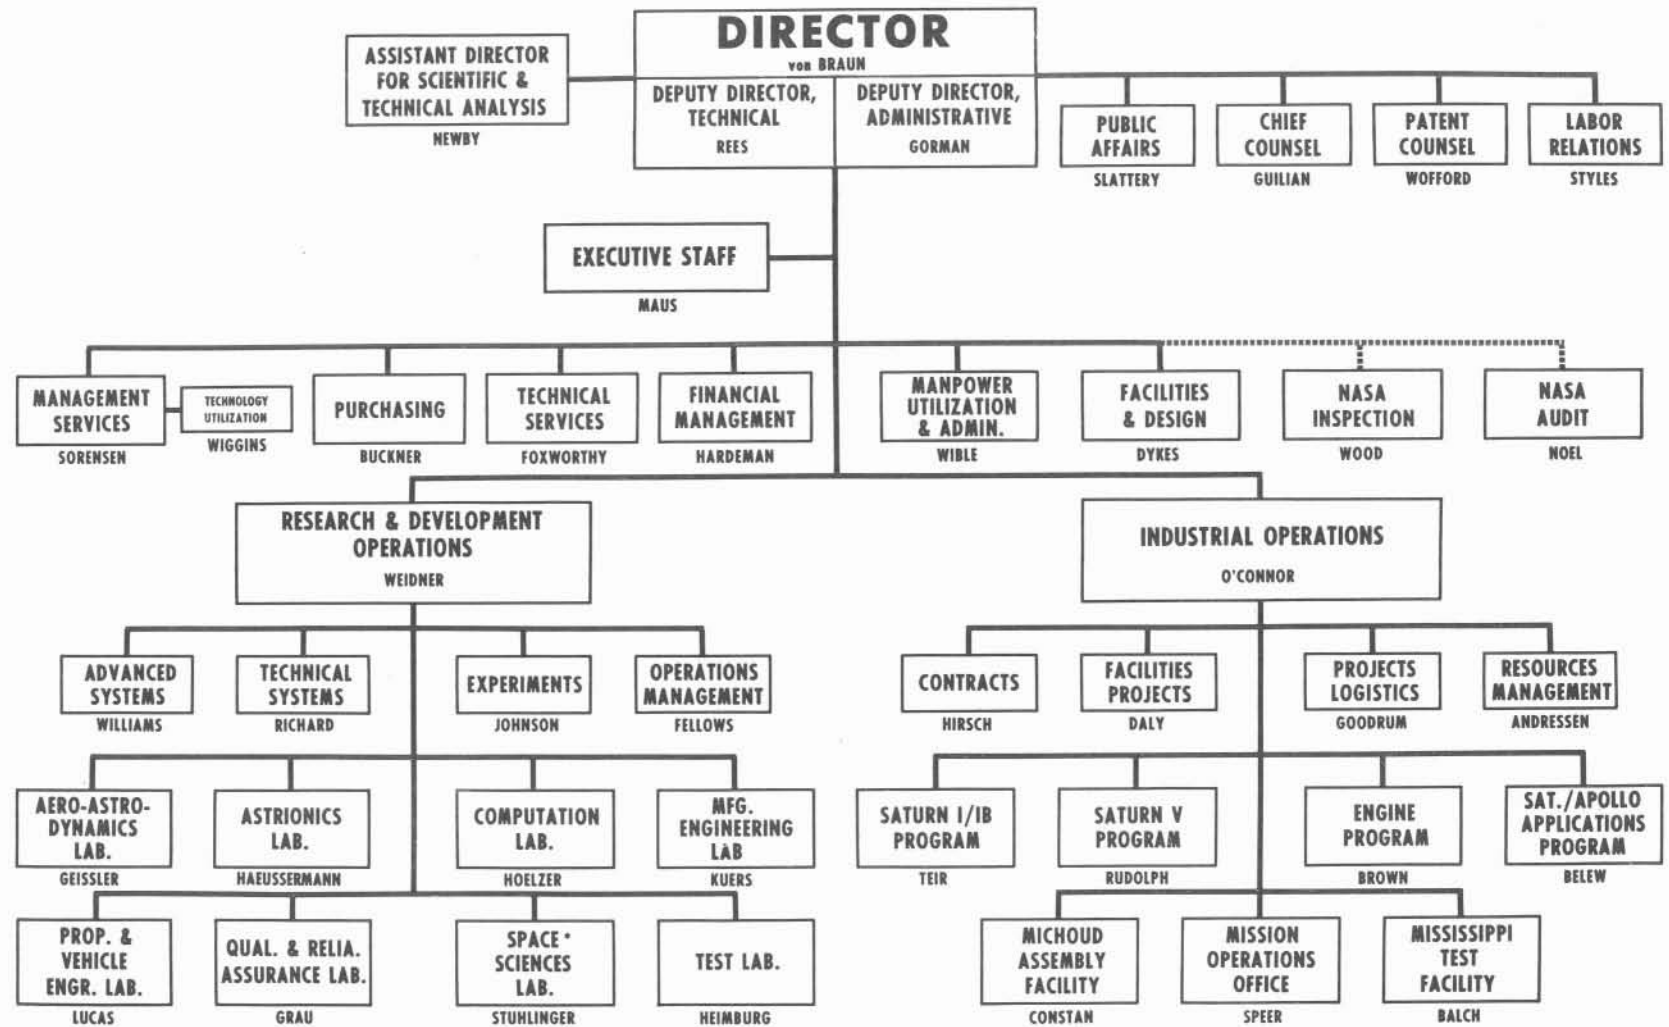 DIRECTOR
von BRAUN
ASSISTANT DIRECTOR
FOR SCIENTIFIC &
TECHNICAL ANALYSIS
NEWBY
DEPUTY DIRECTOR,
TECHNICAL
REES
DEPUTY DIRECTOR,
ADMINISTRATIVE
GORMAN
PUBLIC
AFFAIRS
SLATTERY
CHIEF
COUNSEL
GUILIAN
PATENT
COUNSEL
WOFFORD
LABOR
RELATIONS
STYLES
EXECUTIVE STAFF
MAUS
MANAGEMENT
SERVICES
SORENSEN
TECHNOLOGY
UTILIZATION
WIGGINS
PURCHASING
BUCKNER
TECHNICAL
SERVICES
FOXWORTHY
FINANCIAL
MANAGEMENT
HARDEMAN
MANPOWER
UTILIZATION
& ADMIN.
WIBLE
FACILITIES
& DESIGN
DYKES
NASA
INSPECTION
WOOD
NASA
AUDIT
NOEL
RESEARCH & DEVELOPMENT
OPERATIONS
WEIDNER
INDUSTRIAL OPERATIONS
O'CONNOR
ADVANCED
SYSTEMS
WILLIAMS
TECHNICAL
SYSTEMS
RICHARD
EXPERIMENTS
JOHNSON
OPERATIONS
MANAGEMENT
FELLOWS
CONTRACTS
HIRSCH
FACILITIES
PROJECTS
DALY
PROJECTS
LOGISTICS
GOODRUM
RESOURCES
MANAGEMENT
ANDRESSEN
AERO-ASTRO-
DYNAMICS
LAB.
GEISSLER
ASTRIONICS
LAB.
HAEUSSERMANN
COMPUTATION
LAB.
HOELZER
MFG.
ENGINEERING
LAB
KUERS
SATURN I/IB
PROGRAM
TEIR
SATURN V
PROGRAM
RUDOLPH
ENGINE
PROGRAM
BROWN
SAT./APOLLO
APPLICATIONS
PROGRAM
BELEW
PROP. &
VEHICLE
ENGR. LAB.
LUCAS
QUAL. & RELIA.
ASSURANCE LAB.
GRAU
SPACE *
SCIENCES
LAB.
STUHLINGER
TEST LAB.
HEIMBURG
MICHOUD
ASSEMBLY
FACILITY
CONSTAN
MISSION
OPERATIONS
OFFICE
SPEER
MISSISSIPPI
TEST
FACILITY
BALCH